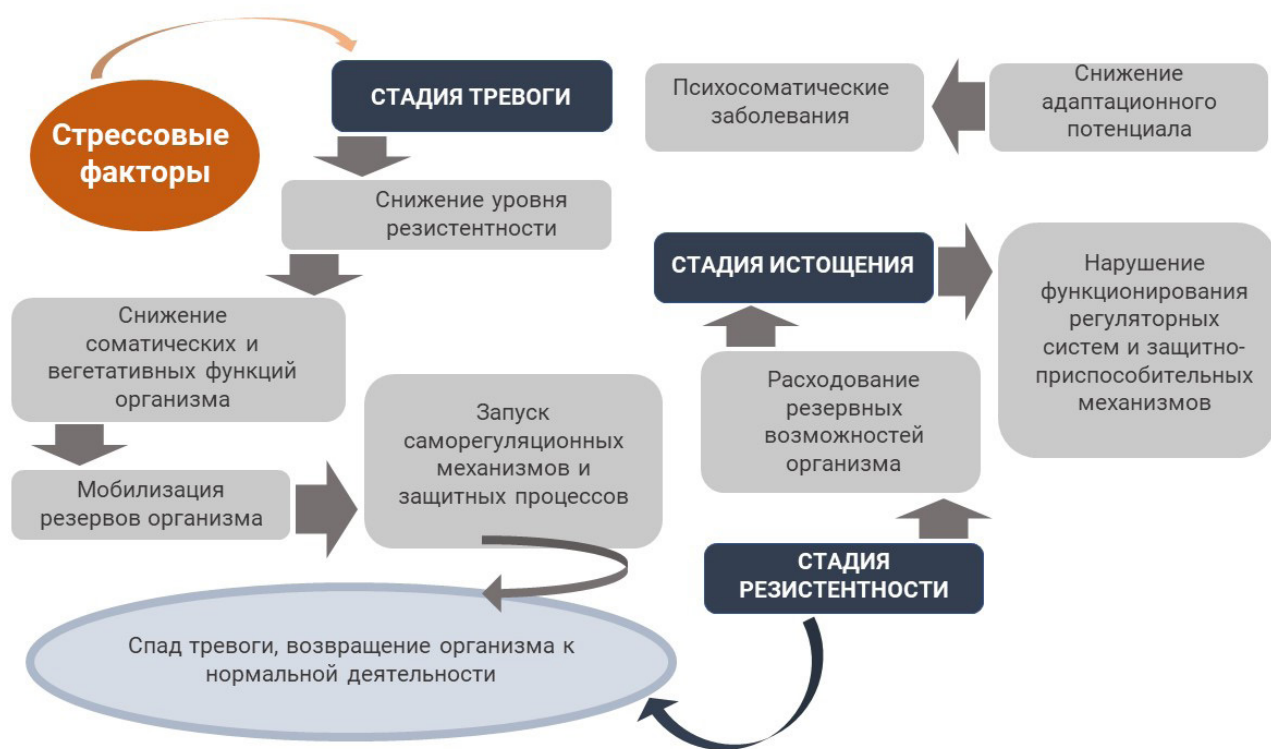 Стрессовые
факторы
СТАДИЯ ТРЕВОГИ
Снижение уровня
резистентности
Снижение
соматических и
вегетативных функций
организма
Мобилизация
резервов организма
Запуск
саморегуляционных
механизмов и
защитных процессов
Спад тревоги, возвращение организма к
нормальной деятельности
СТАДИЯ
РЕЗИСТЕНТНОСТИ
Расходование
резервных
возможностей
организма
СТАДИЯ ИСТОЩЕНИЯ
Нарушение
функционирования
регуляторных
систем и защитно-
приспособительных
механизмов
Снижение
адаптационного
потенциала
Психосоматические
заболевания